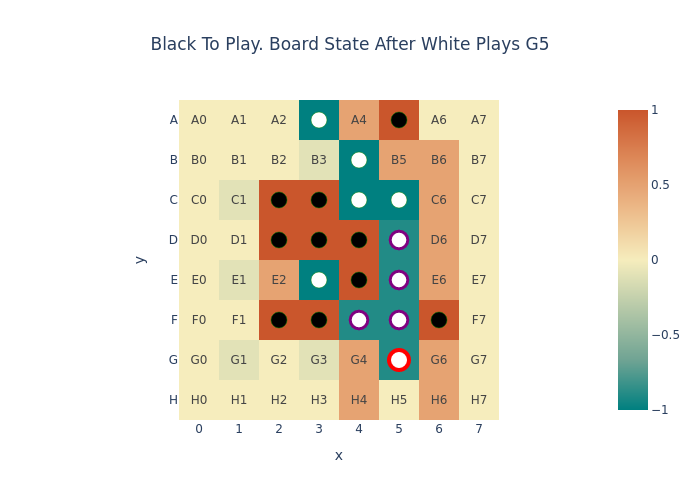 Black To Play. Board State After White Plays G5
A A0 A1 A2 A4 A6 A7
B B0 B1 B2 B3 B5 B6 B7
C C0 C1 C6 C7
D D0 D1 D6 D7
E E0 E1 E2 E6 E7
F F0 F1 F7
G G0 G1 G2 G3 G4 G6 G7
H H0 H1 H2 H3 H4 H5 H6 H7
0 1 2 3 4 5 6 7
x
y
1
0.5
0
−0.5
−1